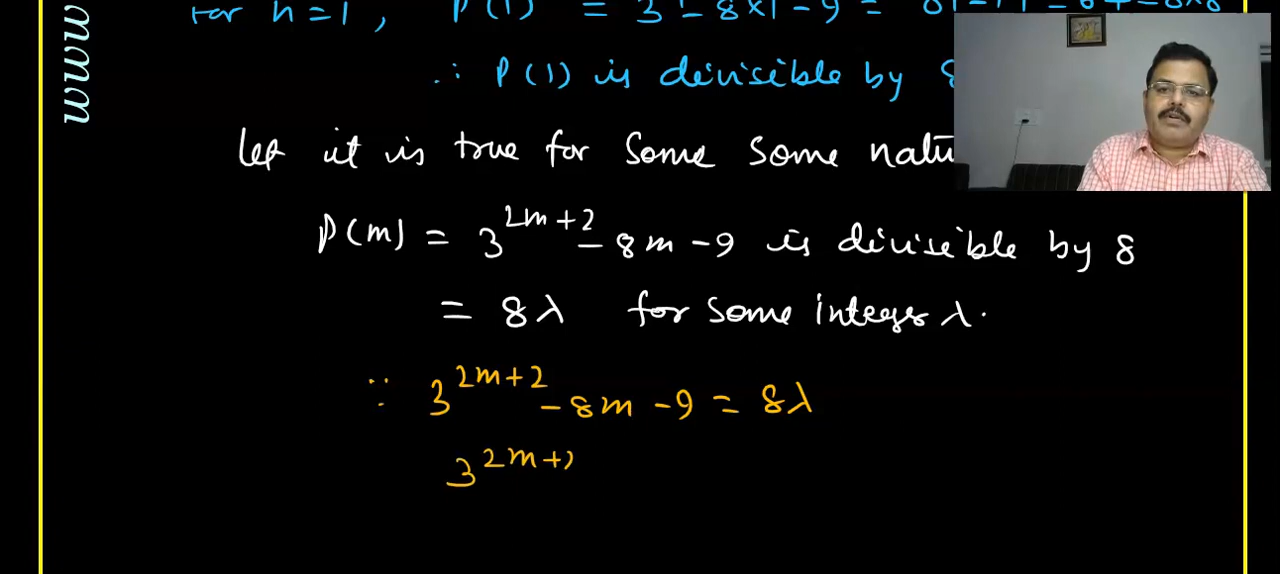 www
For n=1, P(1) = 3 - 8×1 - 9 =
∴ P(1) is divisible by 8
Let it is true for some some natu
P(m) = 3^{2m+2} - 8m - 9 is divisible by 8
= 8λ for some integer λ.
∵ 3^{2m+2} - 8m - 9 = 8λ
3^{2m+2}